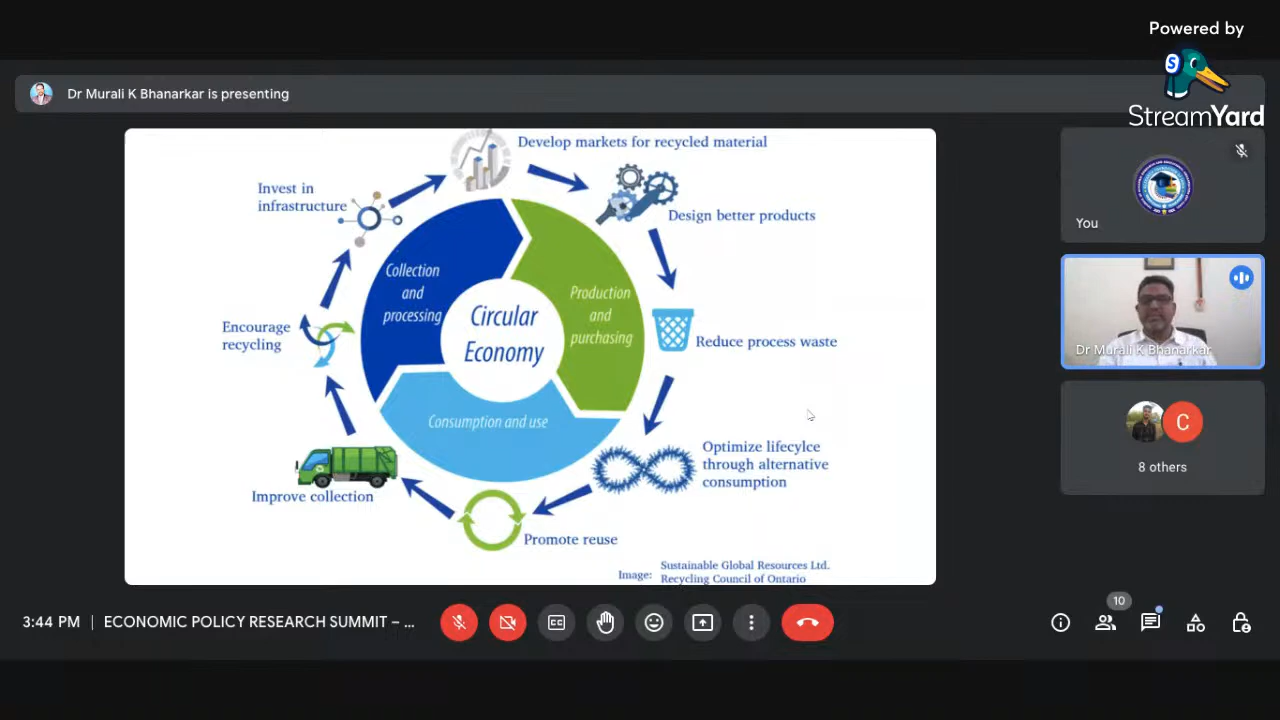 Powered by
StreamYard
Dr Murali K Bhanarkar is presenting
Develop markets for recycled material
Invest in
infrastructure
Design better products
Collection
and
processing
Production
and
purchasing
Circular
Economy
Encourage
recycling
Reduce process waste
Consumption and use
Optimize lifecylce
through alternative
consumption
Improve collection
Promote reuse
Image:
Sustainable Global Resources Ltd.
Recycling Council of Ontario
You
Dr Murali K Bhanarkar
C
8 others
3:44 PM | ECONOMIC POLICY RESEARCH SUMMIT – ...
10